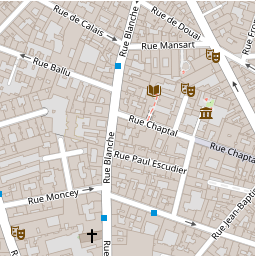 Rue de Calais
Rue Blanche
Rue de Douai
Rue Mansart
Rue Ballu
Rue Chaptal
Rue Chapta
Rue Blanche
Rue Paul Escudier
Rue Moncey
Rue Blanche
Rue Jean-Baptis
Rue Fro